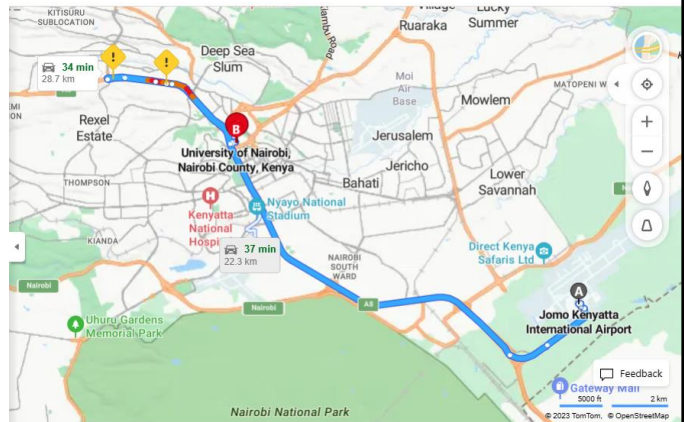 KITISURU
SUBLOCATION
Lucky
Summer
Ruaraka
Deep Sea
Slum
34 min
28.7 km
Moi
Air
Base
MATOPENI W
Mowlem
Rexel
Estate
B
Jerusalem
University of Nairobi,
Nairobi County, Kenya
Jericho
Lower
Savannah
THOMPSON
Bahati
H
Kenyatta
National
Hospi
Nyayo National
Stadium
KIANDA
37 min
22.3 km
NAIROBI
SOUTH
WARD
Direct Kenya
Safaris Ltd
Nairobi
Nairobi
A8
A
Jomo Kenyatta
International Airport
Uhuru Gardens
Memorial Park
Feedback
Gateway Mall
5000 ft
2 km
Nairobi National Park
© 2023 TomTom, © OpenStreetMap